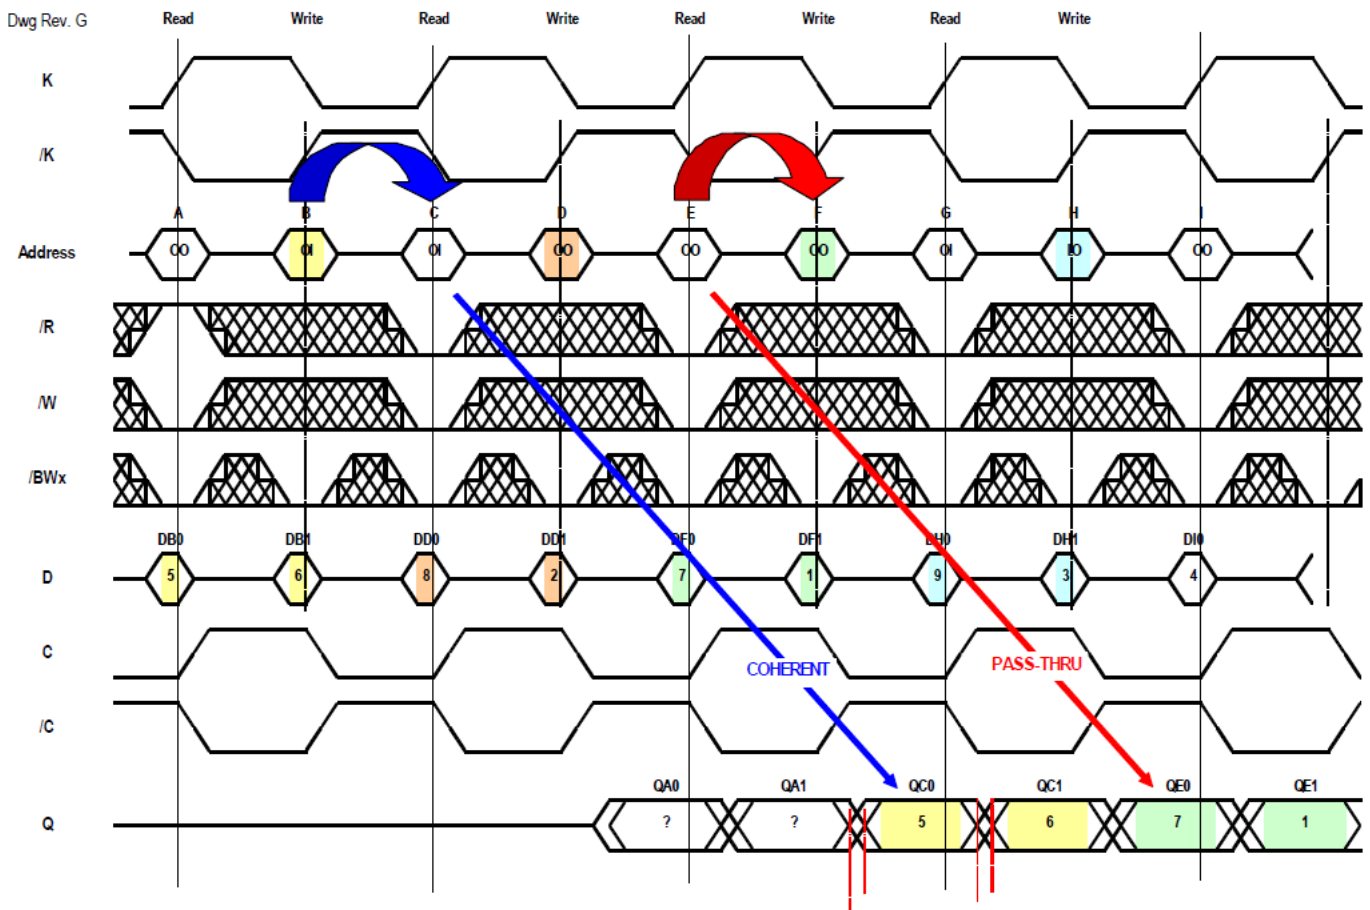 Dwg Rev. G Read Write Read Write Read Write Read Write
K
/K
A B C D E F G H I
Address OO OI OI OO OO OO OI IO OO
/R
/W
/BWx
DB0 DB1 DD0 DD1 DF0 DF1 DH0 DH1 DI0
D 5 6 8 2 7 1 9 3 4
C
COHERENT PASS-THRU
/C
QA0 QA1 QC0 QC1 QE0 QE1
Q ? ? 5 6 7 1